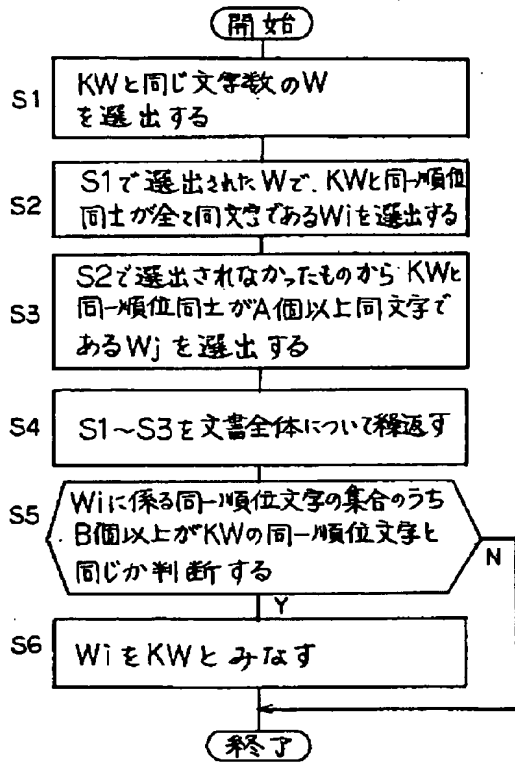 開始
S1
KWと同じ文字数のW
を選出する
S2
S1で選出されたWで、KWと同一順位
同士が全て同文字であるWiを選出する
S3
S2で選出されなかったものから KWと
同一順位同士がA個以上同文字で
あるWjを選出する
S4
S1～S3を文書全体について繰返す
S5
Wiに係る同一順位文字の集合のうち
B個以上がKWの同一順位文字と
同じか判断する
N
Y
S6
WiをKWとみなす
終了